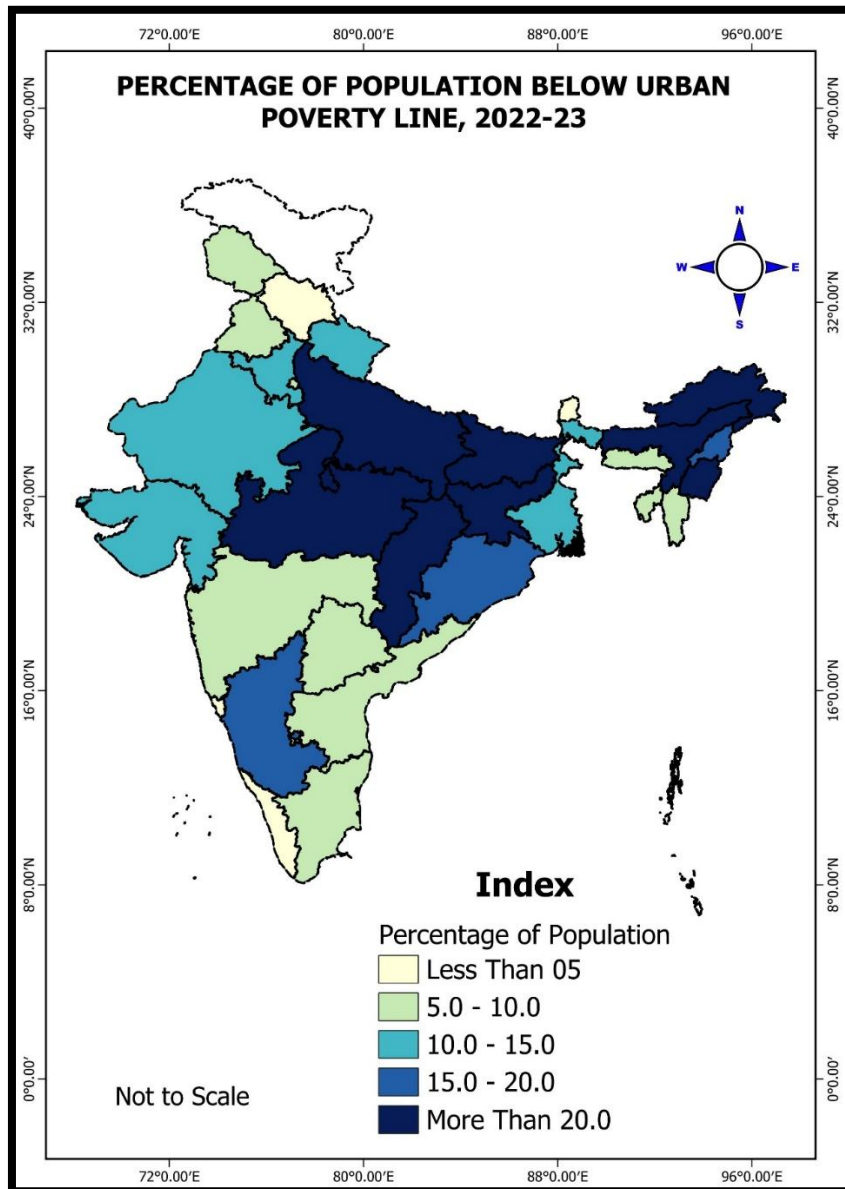 72°0.00'E 80°0.00'E 88°0.00'E 96°0.00'E
PERCENTAGE OF POPULATION BELOW URBAN
POVERTY LINE, 2022-23
40°0.00'N 40°0.00'N
N
W E
S
32°0.00'N 32°0.00'N
24°0.00'N 24°0.00'N
16°0.00'N 16°0.00'N
8°0.00'N 8°0.00'N
Index
Percentage of Population
Less Than 05
5.0 - 10.0
10.0 - 15.0
15.0 - 20.0
More Than 20.0
0°0.00' 0°0.00'
Not to Scale
72°0.00'E 80°0.00'E 88°0.00'E 96°0.00'E